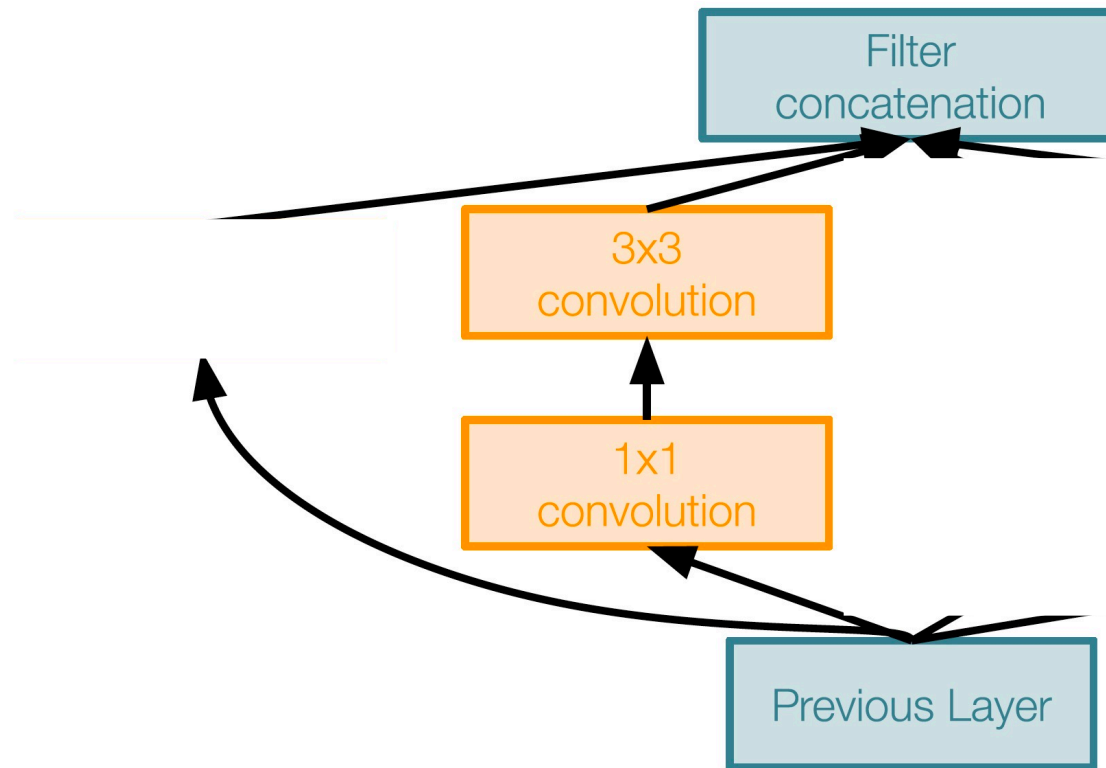 Filter
concatenation
3x3
convolution
1x1
convolution
Previous Layer